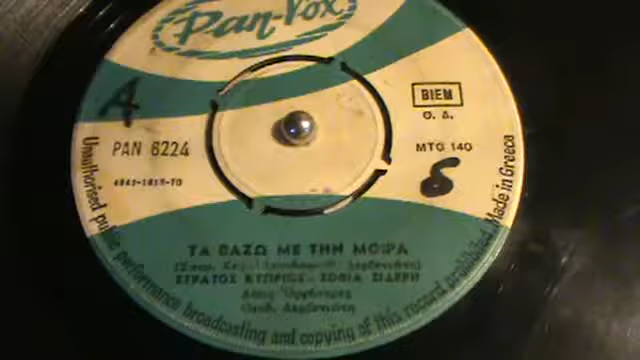 Pan-Vox
A
BIEM
Ο. Δ.
PAN 6224
MTG 140
6
ΤΑ ΒΑΖΩ ΜΕ ΤΗΝ ΜΟΙΡΑ
ΣΤΡΑΤΟΣ ΚΥΠΡΙΟΣ - ΣΟΦΙΑ ΣΙΔΕΡΗ
Unauthorised public performance broadcasting and copying of this record prohibited Made in Greece